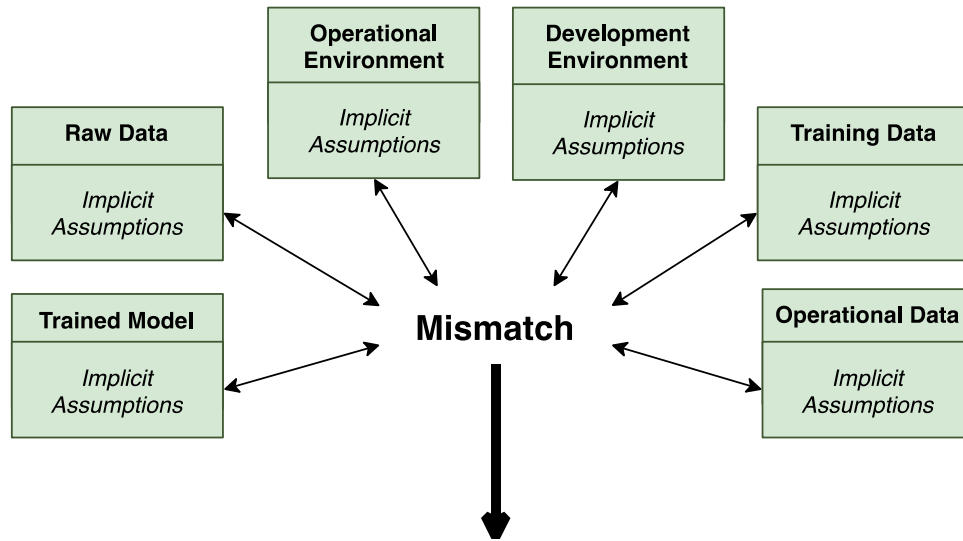 Operational
Environment
Implicit
Assumptions
Development
Environment
Implicit
Assumptions
Raw Data
Implicit
Assumptions
Training Data
Implicit
Assumptions
Trained Model
Implicit
Assumptions
Mismatch
Operational Data
Implicit
Assumptions